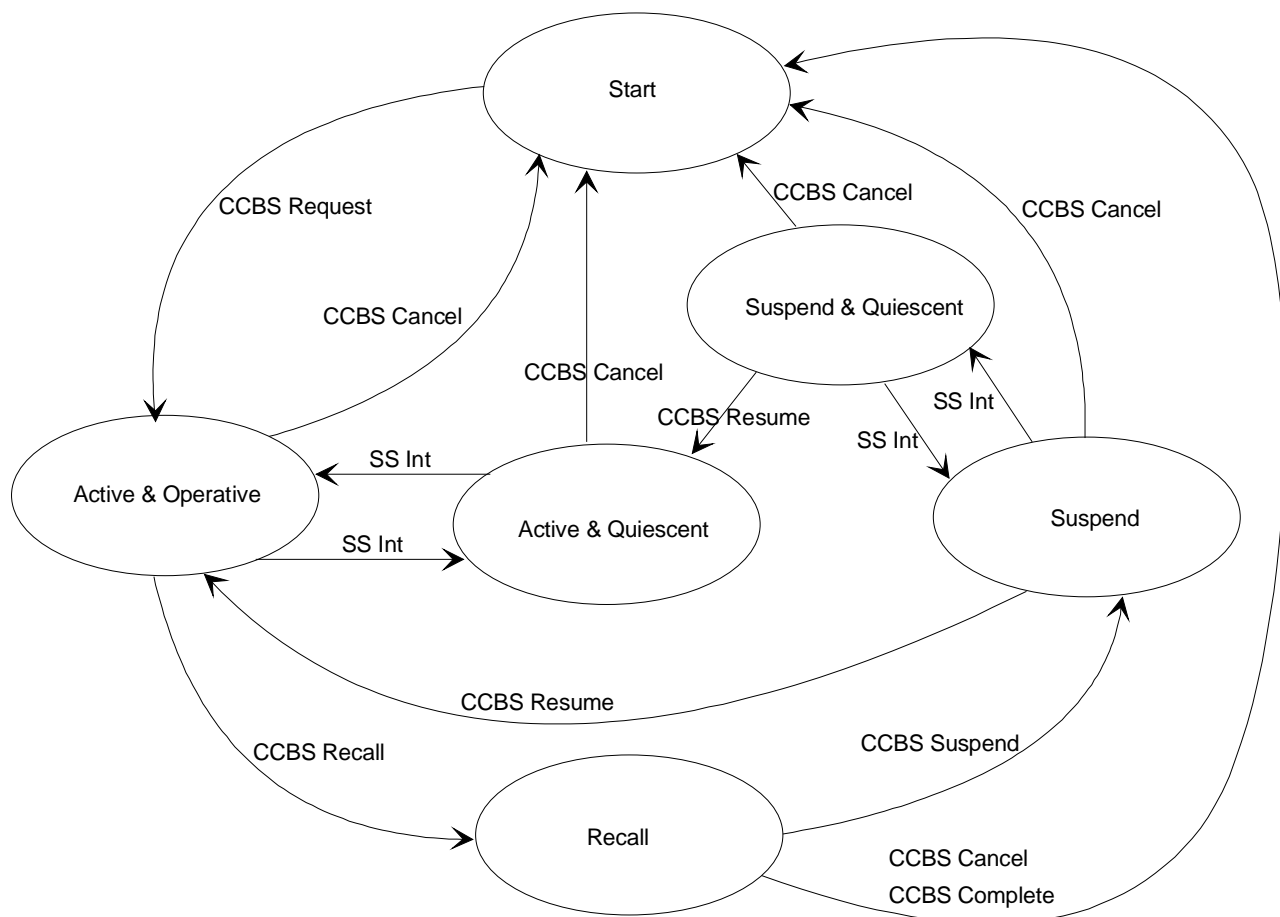 Start
CCBS Request
CCBS Cancel
CCBS Cancel
Suspend & Quiescent
CCBS Cancel
CCBS Cancel
CCBS Resume
SS Int
SS Int
SS Int
Active & Operative
Active & Quiescent
Suspend
SS Int
CCBS Resume
CCBS Suspend
CCBS Recall
Recall
CCBS Cancel
CCBS Complete